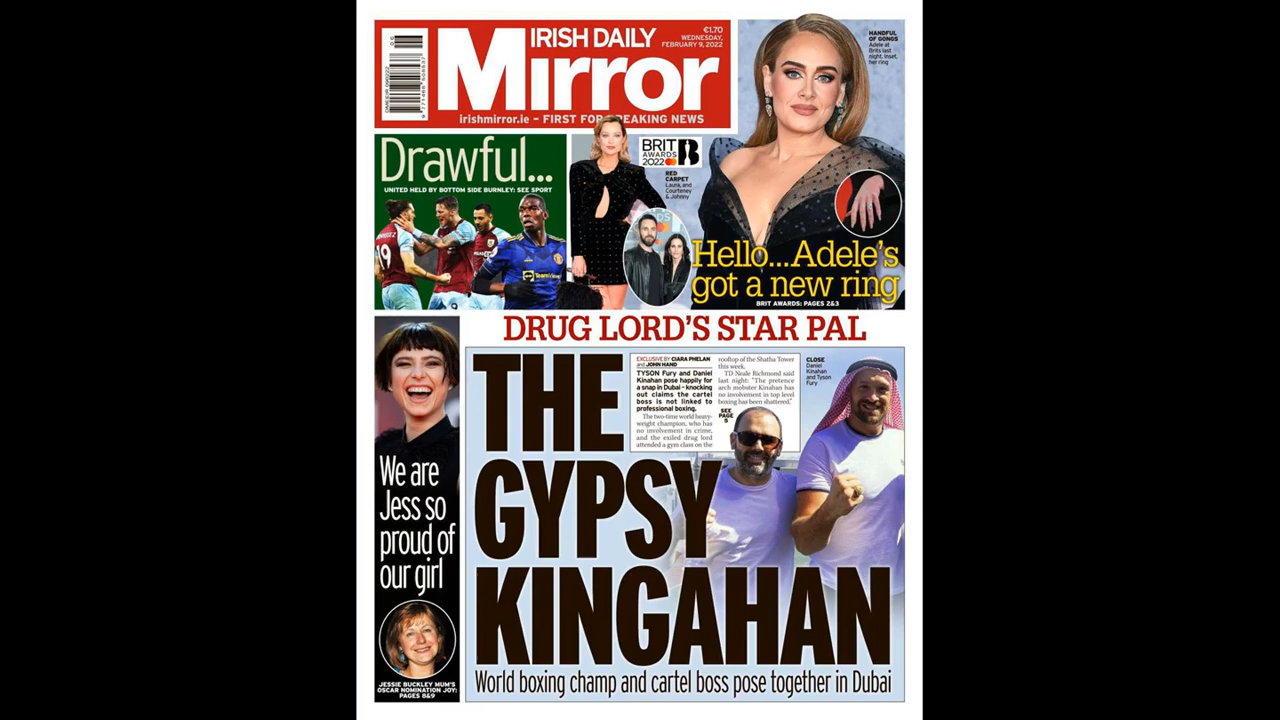 €1.70
WEDNESDAY,
FEBRUARY 9, 2022
IRISH DAILY
Mirror
irishmirror.ie – FIRST FOR BREAKING NEWS
HANDFUL
OF GONGS
Adele at
Brits last
night. Inset,
her ring
Drawful...
UNITED HELD BY BOTTOM SIDE BURNLEY: SEE SPORT
19
9
TeamViewer
BRIT
AWARDS
2022
RED
CARPET
Laura, and
Courteney
& Johnny
Hello...Adele's
got a new ring
BRIT AWARDS: PAGES 2&3
DRUG LORD'S STAR PAL
We are
Jess so
proud of
our girl
JESSIE BUCKLEY MUM'S
OSCAR NOMINATION JOY:
PAGES 8&9
THE
GYPSY
KINGAHAN
EXCLUSIVE BY CIARA PHELAN
and JOHN HAND
TYSON Fury and Daniel
Kinahan pose happily for
a snap in Dubai – knocking
out claims the cartel
boss is not linked to
professional boxing.
The two-time world heavy-
weight champion, who has
no involvement in crime,
and the exiled drug lord
attended a gym class on the
rooftop of the Shatha Tower
this week.
TD Neale Richmond said
last night: "The pretence
arch mobster Kinahan has
no involvement in top level
boxing has been shattered."
SEE
PAGE
5
CLOSE
Daniel
Kinahan
and Tyson
Fury
World boxing champ and cartel boss pose together in Dubai